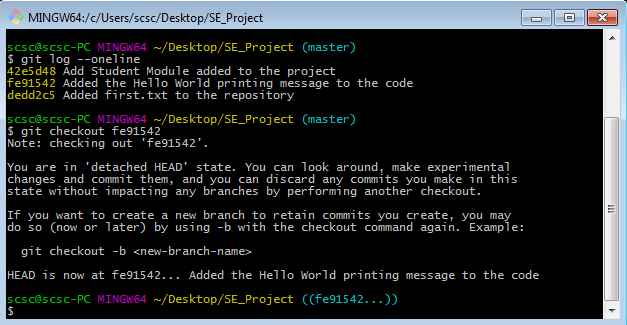 MINGW64:/c/Users/scsc/Desktop/SE_Project
scsc@scsc-PC MINGW64 ~/Desktop/SE_Project (master)
$ git log --oneline
42e5d48 Add Student Module added to the project
fe91542 Added the Hello World printing message to the code
dedd2c5 Added first.txt to the repository
scsc@scsc-PC MINGW64 ~/Desktop/SE_Project (master)
$ git checkout fe91542
Note: checking out 'fe91542'.
You are in 'detached HEAD' state. You can look around, make experimental
changes and commit them, and you can discard any commits you make in this
state without impacting any branches by performing another checkout.
If you want to create a new branch to retain commits you create, you may
do so (now or later) by using -b with the checkout command again. Example:
git checkout -b <new-branch-name>
HEAD is now at fe91542... Added the Hello World printing message to the code
scsc@scsc-PC MINGW64 ~/Desktop/SE_Project ((fe91542...))
$